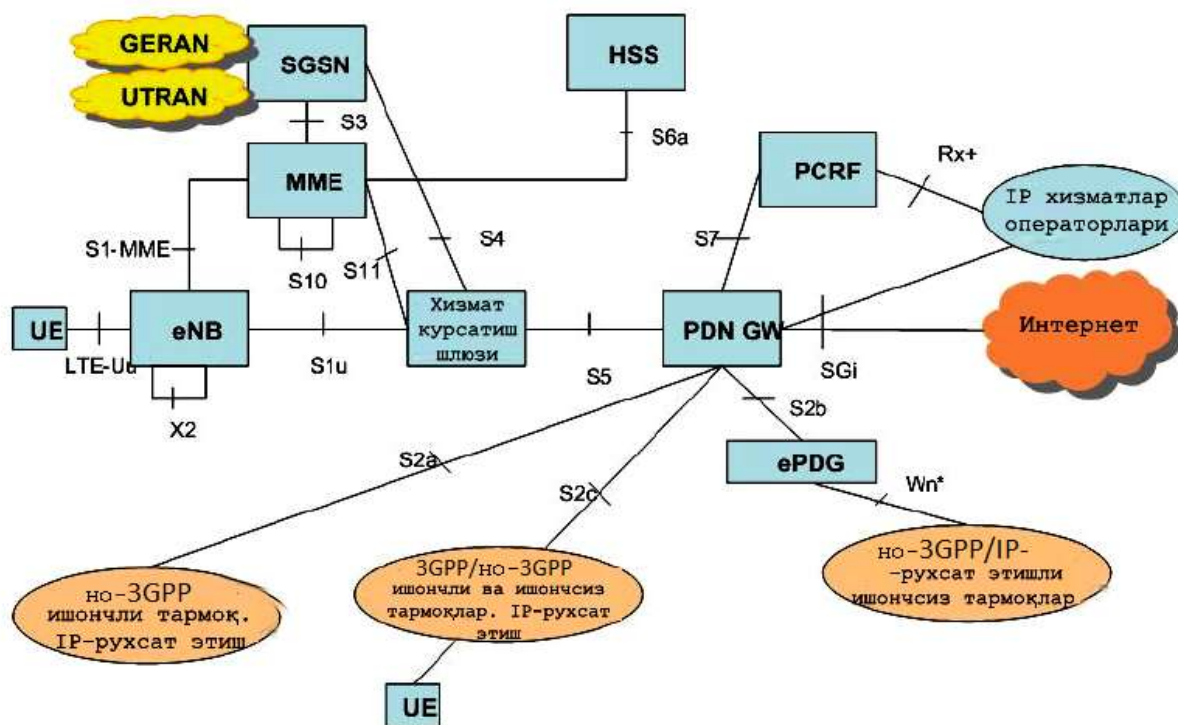 GERAN
SGSN
HSS
UTRAN
S3
S6a
MME
PCRF
Rx+
IP хизматлар
операторлари
S1-MME
S10
S11
S4
S7
UE
LTE-Uu
eNB
S1u
Хизмат
курсатиш
шлюзи
S5
PDN GW
SGi
Интернет
X2
S2b
ePDG
S2a
S2c
Wn*
но-3GPP
ишончли тармоқ.
IP-рухсат этиш
3GPP/но-3GPP
ишончли ва ишончсиз
тармоқлар. IP-рухсат
этиш
но-3GPP/IP-
-рухсат этишли
ишончсиз тармоқлар
UE